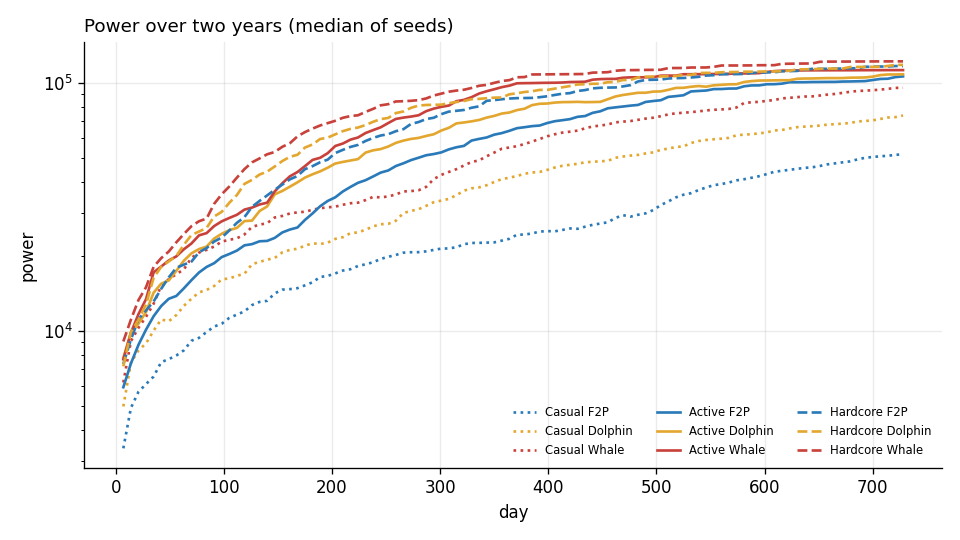 Power over two years (median of seeds)
10^5
10^4
power
0 100 200 300 400 500 600 700
day
Casual F2P Active F2P Hardcore F2P
Casual Dolphin Active Dolphin Hardcore Dolphin
Casual Whale Active Whale Hardcore Whale